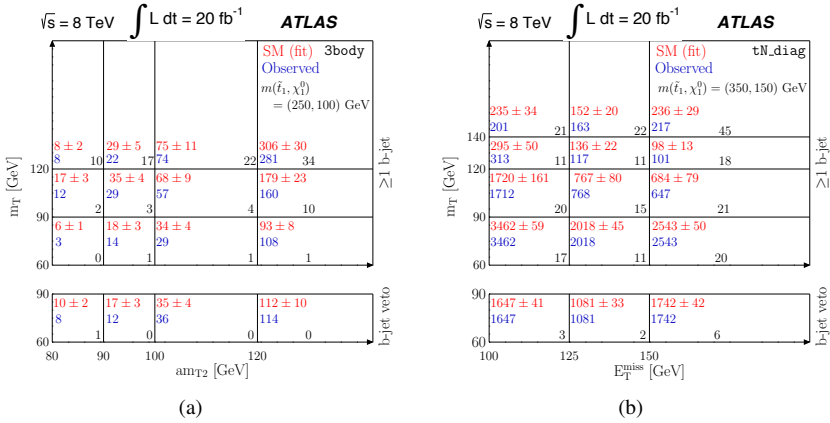 √s = 8 TeV ∫ L dt = 20 fb⁻¹ ATLAS
SM (fit) 3body
Observed
m(t̃₁,χ₁⁰)
= (250, 100) GeV
8 ± 2 29 ± 5 75 ± 11 306 ± 30
8 10 22 17 74 22 281 34
120
17 ± 3 35 ± 4 68 ± 9 179 ± 23
12 29 57 160
2 3 4 10
90
6 ± 1 18 ± 3 34 ± 4 93 ± 8
3 14 29 108
0 1 1 1
60
m_T [GeV]
≥1 b-jet
90
10 ± 2 17 ± 3 35 ± 4 112 ± 10
8 12 36 114
1 0 0 0
60
b-jet veto
80 90 100 120
am_T2 [GeV]
(a)
√s = 8 TeV ∫ L dt = 20 fb⁻¹ ATLAS
SM (fit) tN_diag
Observed
m(t̃₁,χ₁⁰) = (350, 150) GeV
235 ± 34 152 ± 20 236 ± 29
201 163 217
21 22 45
140
295 ± 50 136 ± 22 98 ± 13
313 11 117 11 101 18
120
1720 ± 161 767 ± 80 684 ± 79
1712 768 647
20 15 21
90
3462 ± 59 2018 ± 45 2543 ± 50
3462 2018 2543
17 11 20
60
m_T [GeV]
≥1 b-jet
90
1647 ± 41 1081 ± 33 1742 ± 42
1647 1081 1742
3 2 6
60
b-jet veto
100 125 150
E_T^miss [GeV]
(b)